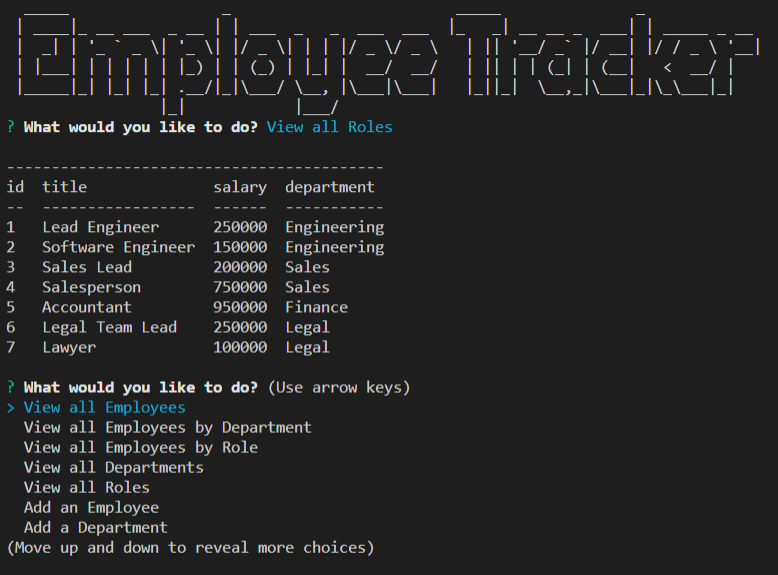 Employee Tracker
? What would you like to do? View all Roles
------------------------------------------
id  title              salary  department
--  -----------------  ------  -----------
1   Lead Engineer      250000  Engineering
2   Software Engineer  150000  Engineering
3   Sales Lead         200000  Sales
4   Salesperson        750000  Sales
5   Accountant         950000  Finance
6   Legal Team Lead    250000  Legal
7   Lawyer             100000  Legal
? What would you like to do? (Use arrow keys)
> View all Employees
  View all Employees by Department
  View all Employees by Role
  View all Departments
  View all Roles
  Add an Employee
  Add a Department
(Move up and down to reveal more choices)